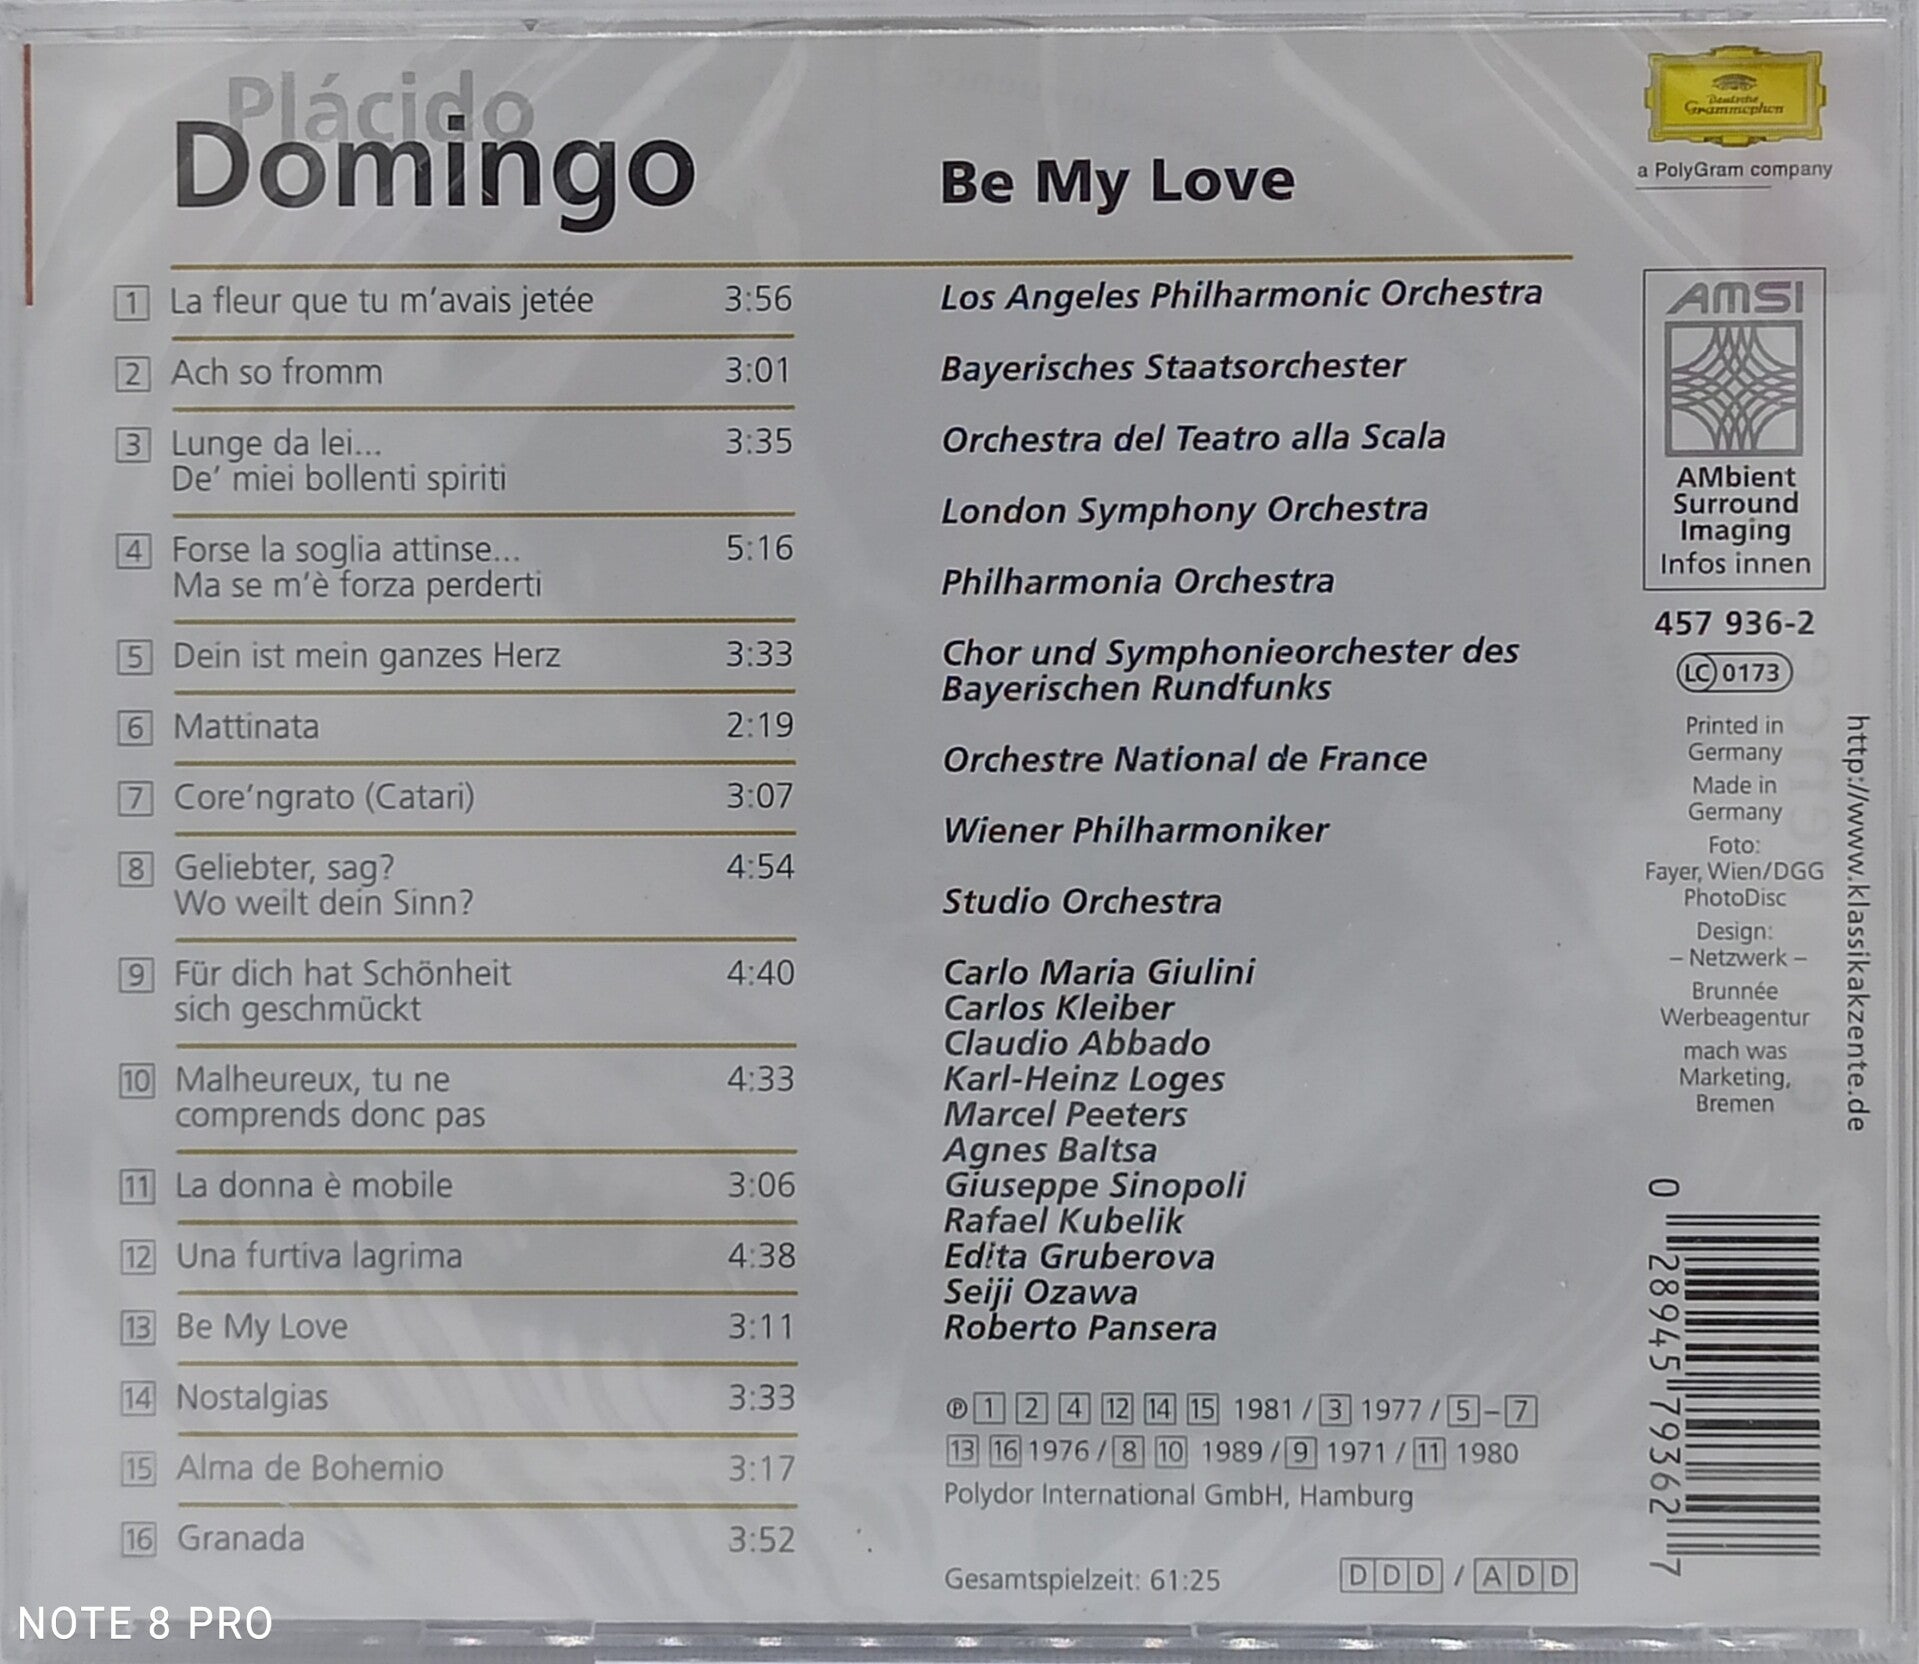 Plácido
Domingo
Be My Love
Deutsche
Grammophon
a PolyGram company
1 La fleur que tu m'avais jetée 3:56
2 Ach so fromm 3:01
3 Lunge da lei... 3:35
De' miei bollenti spiriti
4 Forse la soglia attinse... 5:16
Ma se m'è forza perderti
5 Dein ist mein ganzes Herz 3:33
6 Mattinata 2:19
7 Core'ngrato (Catari) 3:07
8 Geliebter, sag? 4:54
Wo weilt dein Sinn?
9 Für dich hat Schönheit 4:40
sich geschmückt
10 Malheureux, tu ne 4:33
comprends donc pas
11 La donna è mobile 3:06
12 Una furtiva lagrima 4:38
13 Be My Love 3:11
14 Nostalgias 3:33
15 Alma de Bohemio 3:17
16 Granada 3:52
Los Angeles Philharmonic Orchestra
Bayerisches Staatsorchester
Orchestra del Teatro alla Scala
London Symphony Orchestra
Philharmonia Orchestra
Chor und Symphonieorchester des
Bayerischen Rundfunks
Orchestre National de France
Wiener Philharmoniker
Studio Orchestra
Carlo Maria Giulini
Carlos Kleiber
Claudio Abbado
Karl-Heinz Loges
Marcel Peeters
Agnes Baltsa
Giuseppe Sinopoli
Rafael Kubelik
Edita Gruberova
Seiji Ozawa
Roberto Pansera
℗ 1 2 4 12 14 15 1981 / 3 1977 / 5 – 7
13 16 1976 / 8 10 1989 / 9 1971 / 11 1980
Polydor International GmbH, Hamburg
Gesamtspielzeit: 61:25 DDD / ADD
AMSI
AMbient
Surround
Imaging
Infos innen
457 936-2
LC 0173
Printed in
Germany
Made in
Germany
Foto:
Fayer, Wien/DGG
PhotoDisc
Design:
– Netzwerk –
Brunnée
Werbeagentur
mach was
Marketing,
Bremen
http://www.klassikakzente.de
0 28945 79362 7
NOTE 8 PRO